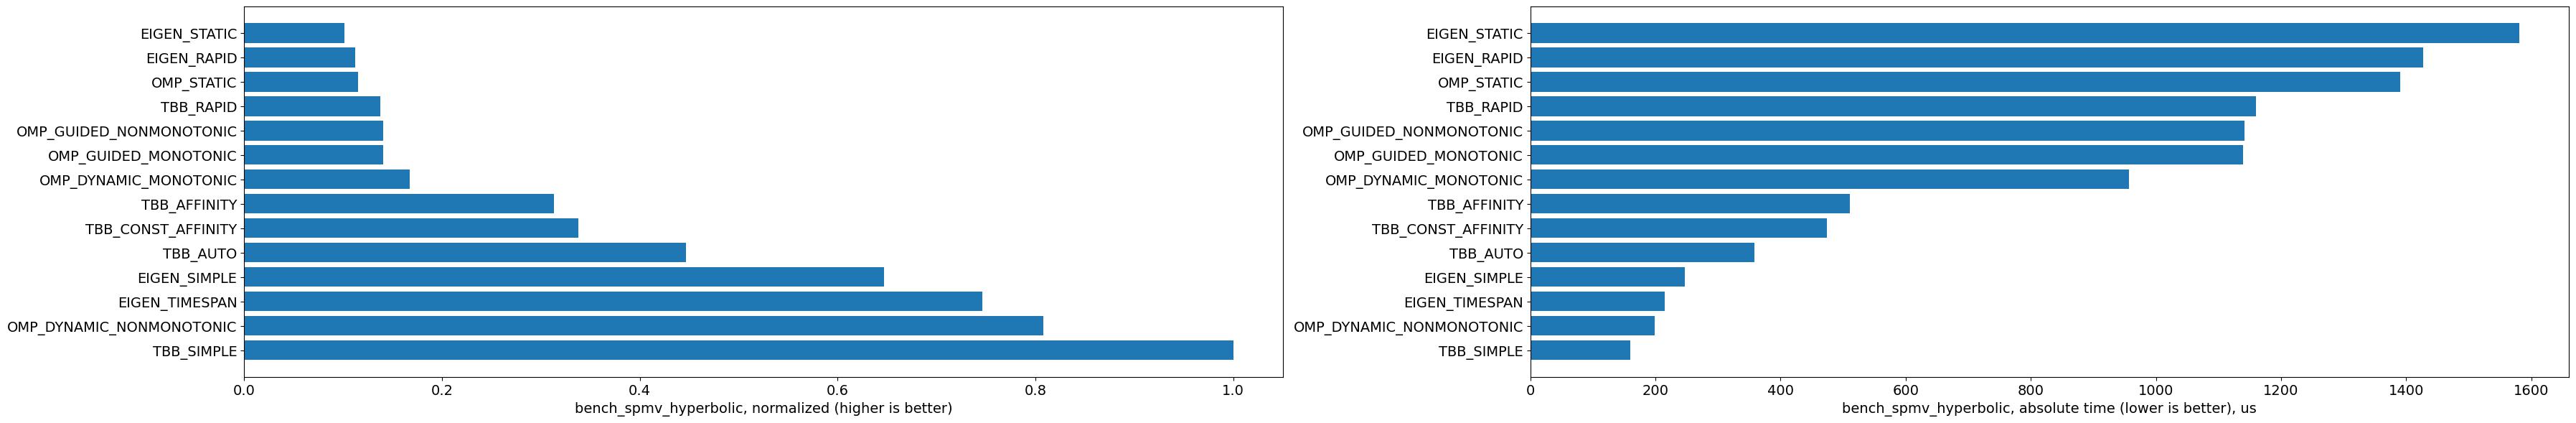 EIGEN_STATIC
EIGEN_RAPID
OMP_STATIC
TBB_RAPID
OMP_GUIDED_NONMONOTONIC
OMP_GUIDED_MONOTONIC
OMP_DYNAMIC_MONOTONIC
TBB_AFFINITY
TBB_CONST_AFFINITY
TBB_AUTO
EIGEN_SIMPLE
EIGEN_TIMESPAN
OMP_DYNAMIC_NONMONOTONIC
TBB_SIMPLE
0.0 0.2 0.4 0.6 0.8 1.0
bench_spmv_hyperbolic, normalized (higher is better)
EIGEN_STATIC
EIGEN_RAPID
OMP_STATIC
TBB_RAPID
OMP_GUIDED_NONMONOTONIC
OMP_GUIDED_MONOTONIC
OMP_DYNAMIC_MONOTONIC
TBB_AFFINITY
TBB_CONST_AFFINITY
TBB_AUTO
EIGEN_SIMPLE
EIGEN_TIMESPAN
OMP_DYNAMIC_NONMONOTONIC
TBB_SIMPLE
0 200 400 600 800 1000 1200 1400 1600
bench_spmv_hyperbolic, absolute time (lower is better), us